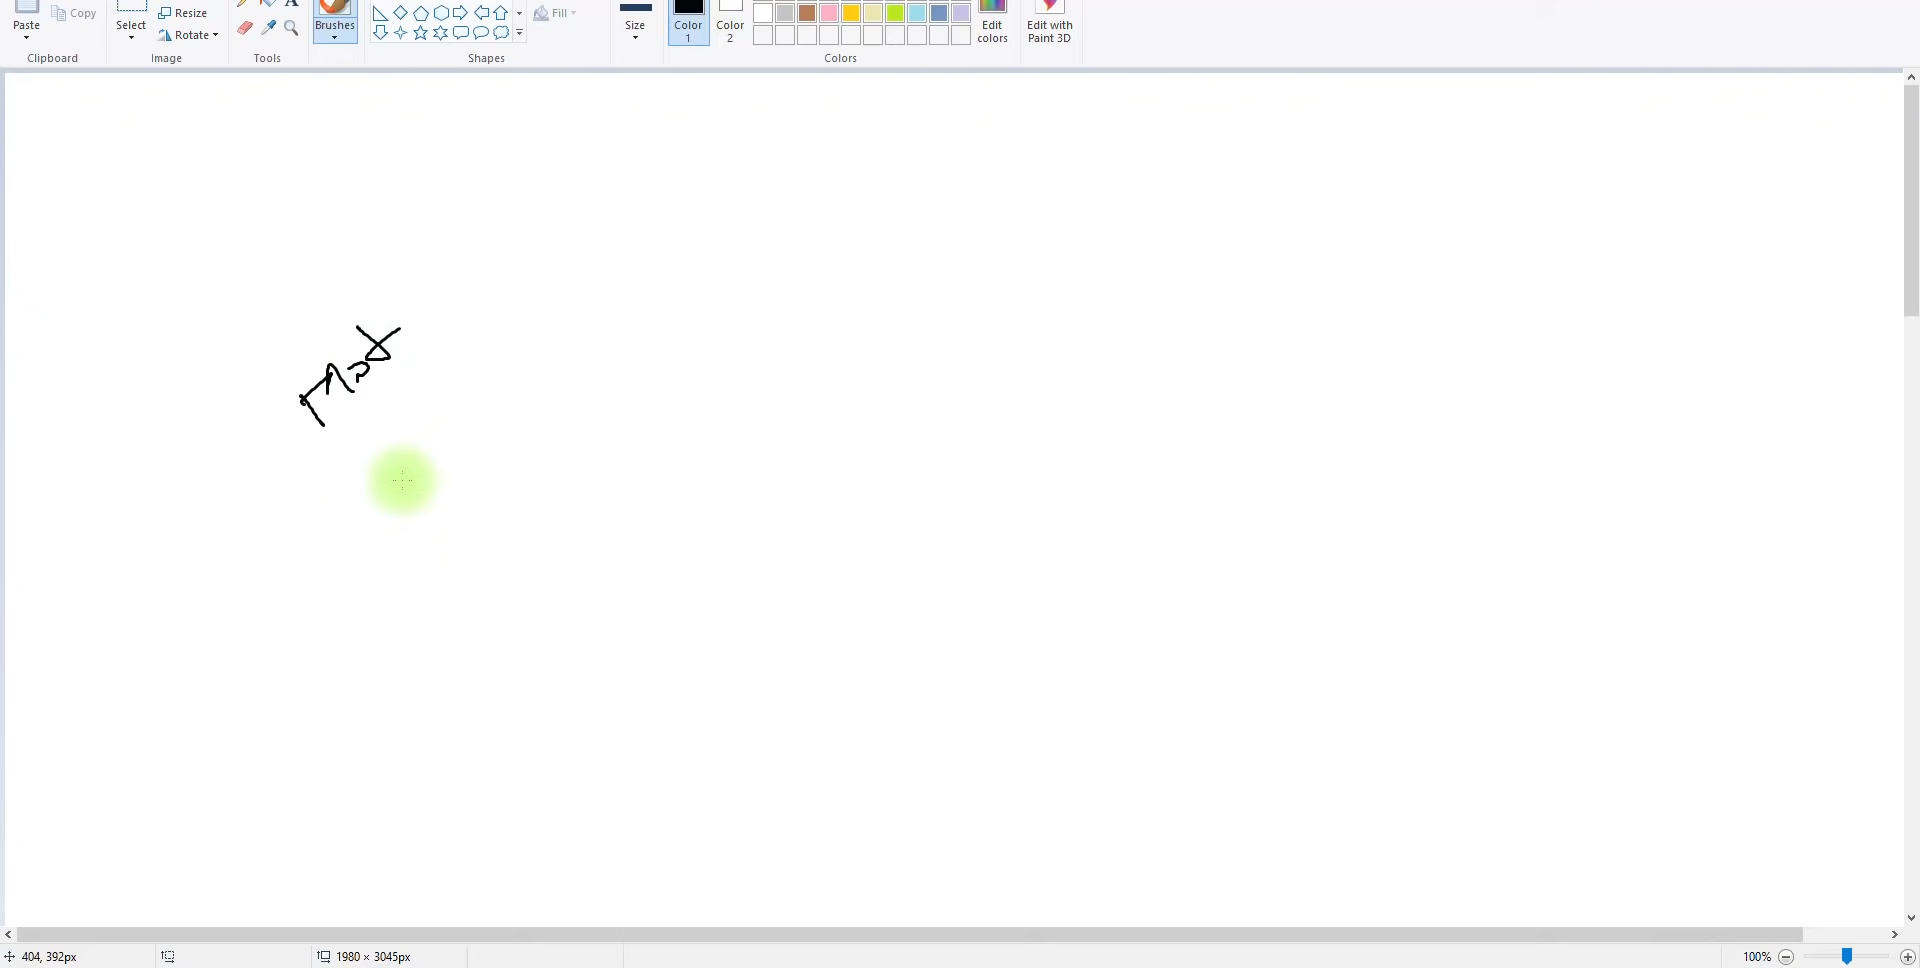 Paste
Copy
Select
Resize
Rotate
Brushes
Size
Color 1
Color 2
Fill
Edit colors
Edit with Paint 3D
Clipboard
Image
Tools
Shapes
Colors
404, 392px
1980 × 3045px
100%